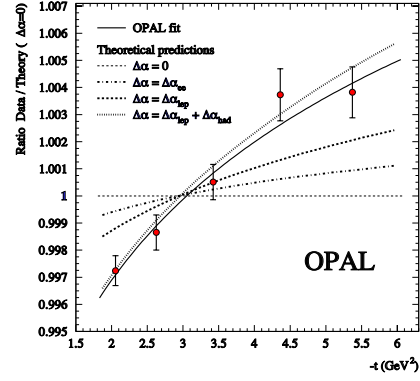 1.007
1.006
1.005
1.004
1.003
1.002
1.001
1
0.999
0.998
0.997
0.996
0.995
Ratio Data/Theory ( Δα=0)
OPAL fit
Theoretical predictions
Δα = 0
Δα = Δαee
Δα = Δαlep
Δα = Δαlep + Δαhad
OPAL
1.5 2 2.5 3 3.5 4 4.5 5 5.5 6
-t (GeV²)